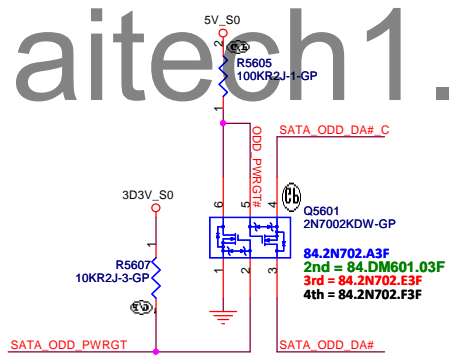 aitech1.
5V_S0
2
R5605
100KR2J-1-GP
1
ODD_PWRGT#
SATA_ODD_DA#_C
3D3V_S0
6
5
4
Q5601
2N7002KDW-GP
1
R5607
10KR2J-3-GP
84.2N702.A3F
2nd = 84.DM601.03F
3rd = 84.2N702.E3F
4th = 84.2N702.F3F
1
2
3
SATA_ODD_PWRGT
SATA_ODD_DA#